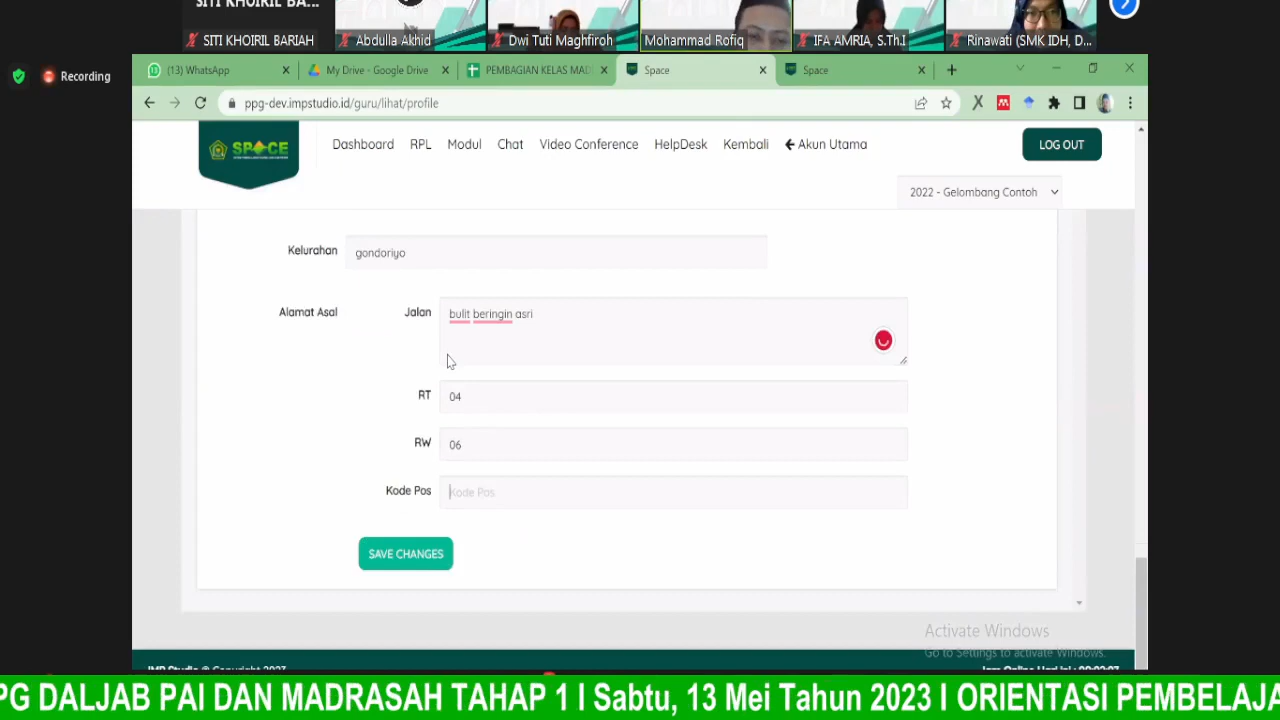 SITI KHOIRIL BA...
SITI KHOIRIL BARIAH
Abdulla Akhid
Dwi Tuti Maghfiroh
Mohammad Rofiq
IFA AMRIA, S.Th.I
Rinawati (SMK IDH, D...
Recording
(13) WhatsApp
My Drive - Google Drive
PEMBAGIAN KELAS MAD
Space
Space
ppg-dev.impstudio.id/guru/lihat/profile
SPACE
Dashboard
RPL
Modul
Chat
Video Conference
HelpDesk
Kembali
Akun Utama
LOG OUT
2022 - Gelombang Contoh
Kelurahan
gondoriyo
Alamat Asal
Jalan
bulit beringin asri
RT
04
RW
06
Kode Pos
Kode Pos
SAVE CHANGES
Activate Windows
Go to Settings to activate Windows.
IMP Studio © Copyright 2023
PG DALJAB PAI DAN MADRASAH TAHAP 1 I Sabtu, 13 Mei Tahun 2023 I ORIENTASI PEMBELAJA